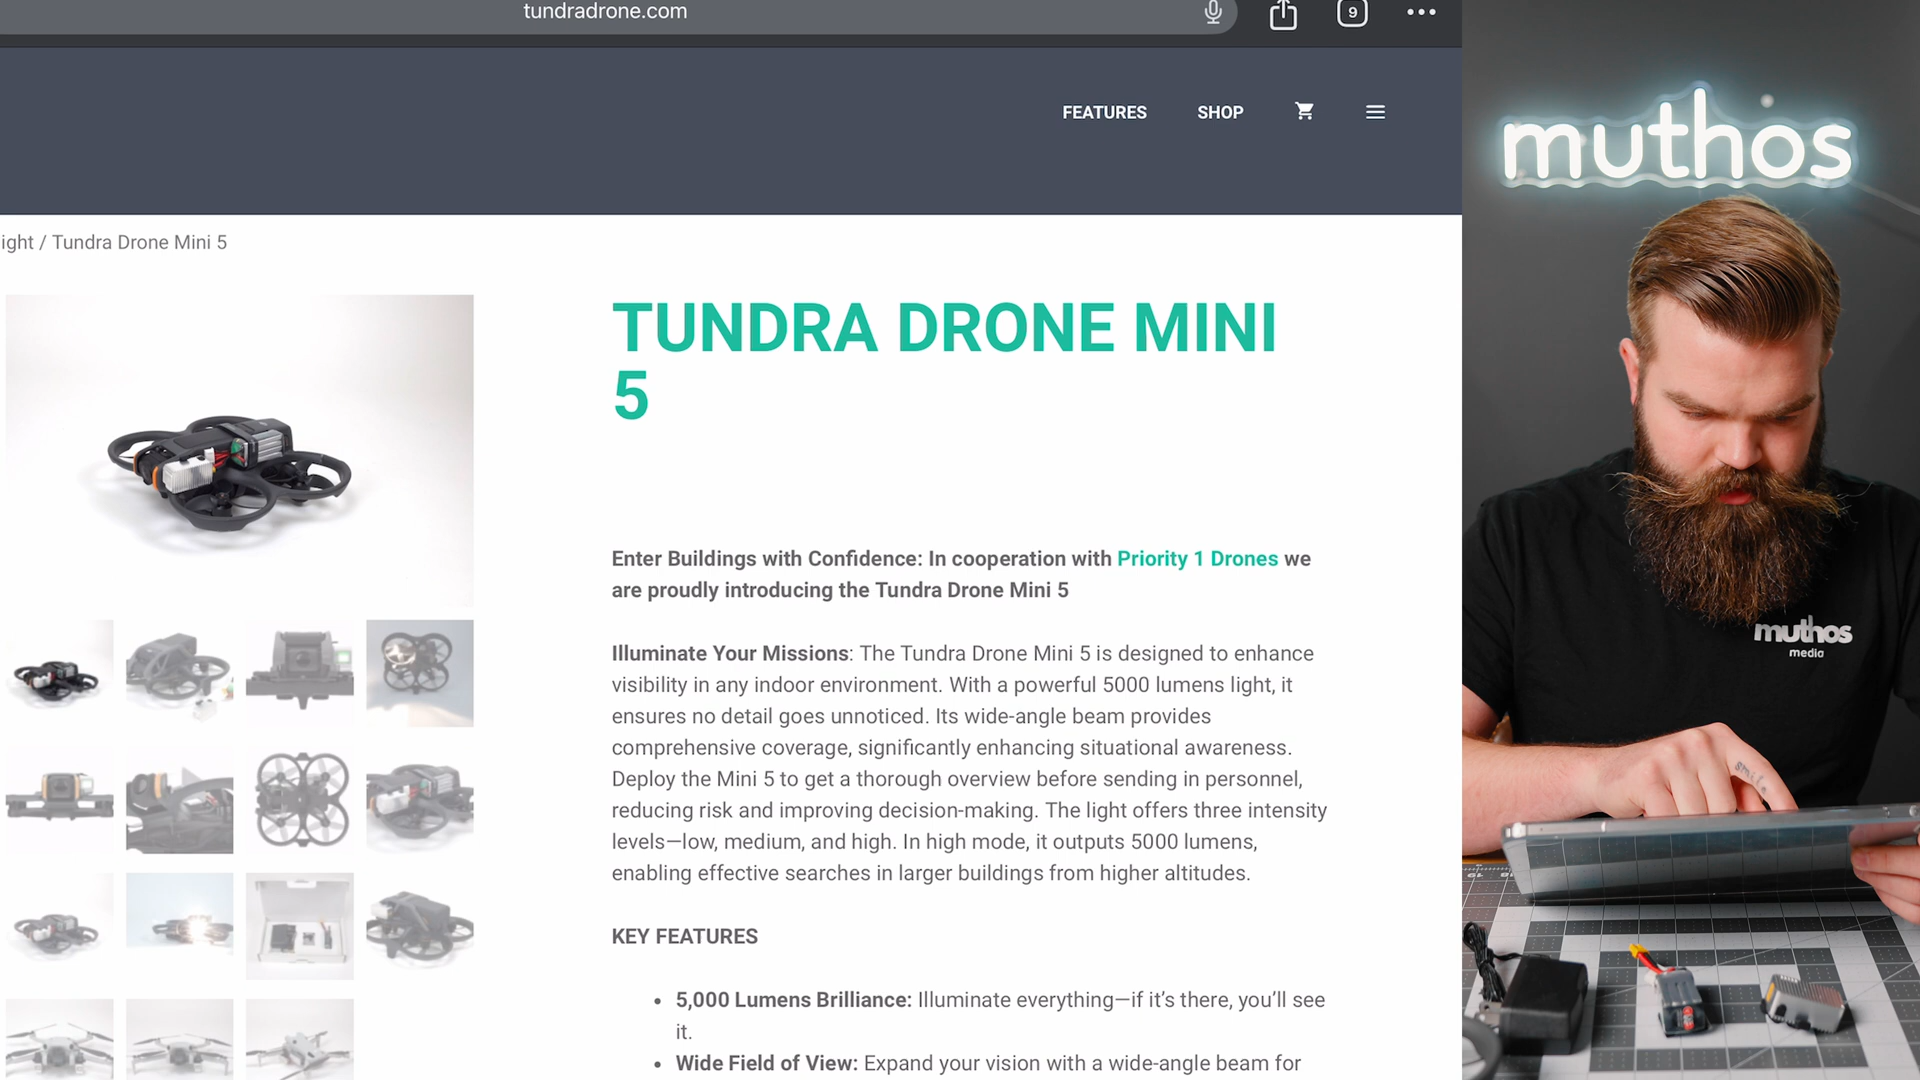 tundradrone.com
9
FEATURES
SHOP
ight / Tundra Drone Mini 5
TUNDRA DRONE MINI
5
Enter Buildings with Confidence: In cooperation with Priority 1 Drones we
are proudly introducing the Tundra Drone Mini 5
Illuminate Your Missions: The Tundra Drone Mini 5 is designed to enhance
visibility in any indoor environment. With a powerful 5000 lumens light, it
ensures no detail goes unnoticed. Its wide-angle beam provides
comprehensive coverage, significantly enhancing situational awareness.
Deploy the Mini 5 to get a thorough overview before sending in personnel,
reducing risk and improving decision-making. The light offers three intensity
levels—low, medium, and high. In high mode, it outputs 5000 lumens,
enabling effective searches in larger buildings from higher altitudes.
KEY FEATURES
• 5,000 Lumens Brilliance: Illuminate everything—if it’s there, you’ll see
it.
• Wide Field of View: Expand your vision with a wide-angle beam for
muthos
muthos
media
smile